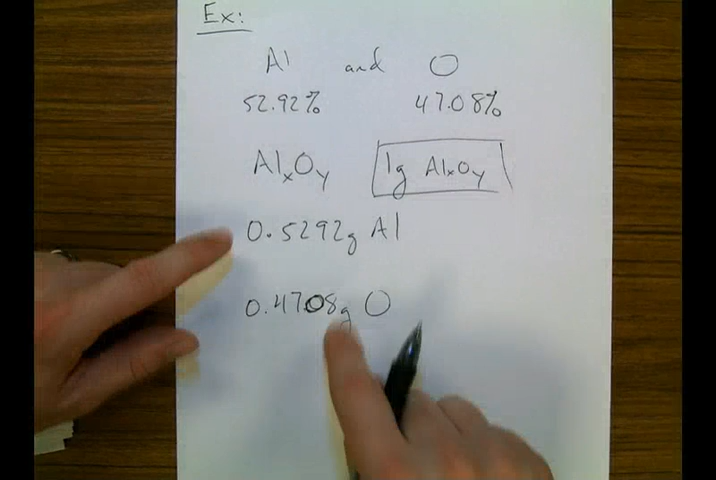 Ex:
Al and O
52.92% 47.08%
AlxOy 1g AlxOy
0.5292g Al
0.4708g O